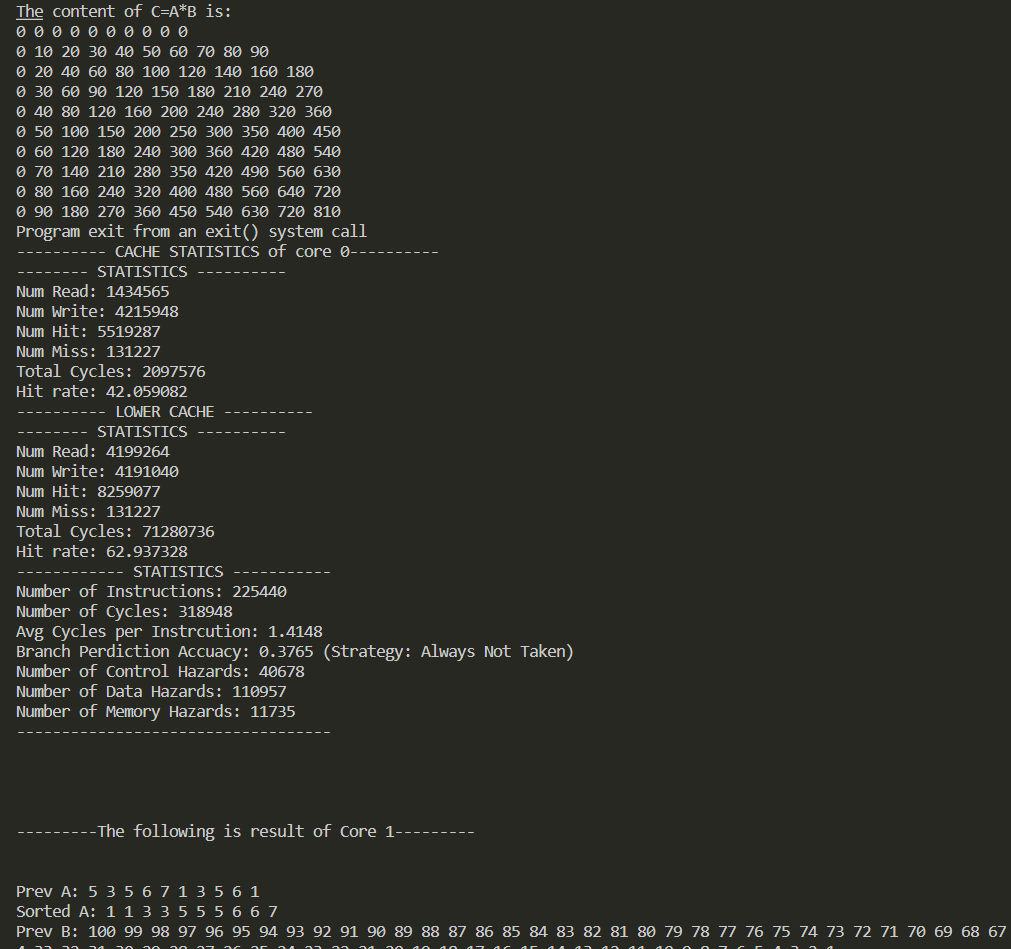 The content of C=A*B is:
0 0 0 0 0 0 0 0 0 0
0 10 20 30 40 50 60 70 80 90
0 20 40 60 80 100 120 140 160 180
0 30 60 90 120 150 180 210 240 270
0 40 80 120 160 200 240 280 320 360
0 50 100 150 200 250 300 350 400 450
0 60 120 180 240 300 360 420 480 540
0 70 140 210 280 350 420 490 560 630
0 80 160 240 320 400 480 560 640 720
0 90 180 270 360 450 540 630 720 810
Program exit from an exit() system call
---------- CACHE STATISTICS of core 0----------
-------- STATISTICS ----------
Num Read: 1434565
Num Write: 4215948
Num Hit: 5519287
Num Miss: 131227
Total Cycles: 2097576
Hit rate: 42.059082
---------- LOWER CACHE ----------
-------- STATISTICS ----------
Num Read: 4199264
Num Write: 4191040
Num Hit: 8259077
Num Miss: 131227
Total Cycles: 71280736
Hit rate: 62.937328
------------ STATISTICS -----------
Number of Instructions: 225440
Number of Cycles: 318948
Avg Cycles per Instrcution: 1.4148
Branch Perdiction Accuacy: 0.3765 (Strategy: Always Not Taken)
Number of Control Hazards: 40678
Number of Data Hazards: 110957
Number of Memory Hazards: 11735
-----------------------------------
---------The following is result of Core 1---------
Prev A: 5 3 5 6 7 1 3 5 6 1
Sorted A: 1 1 3 3 5 5 5 6 6 7
Prev B: 100 99 98 97 96 95 94 93 92 91 90 89 88 87 86 85 84 83 82 81 80 79 78 77 76 75 74 73 72 71 70 69 68 67